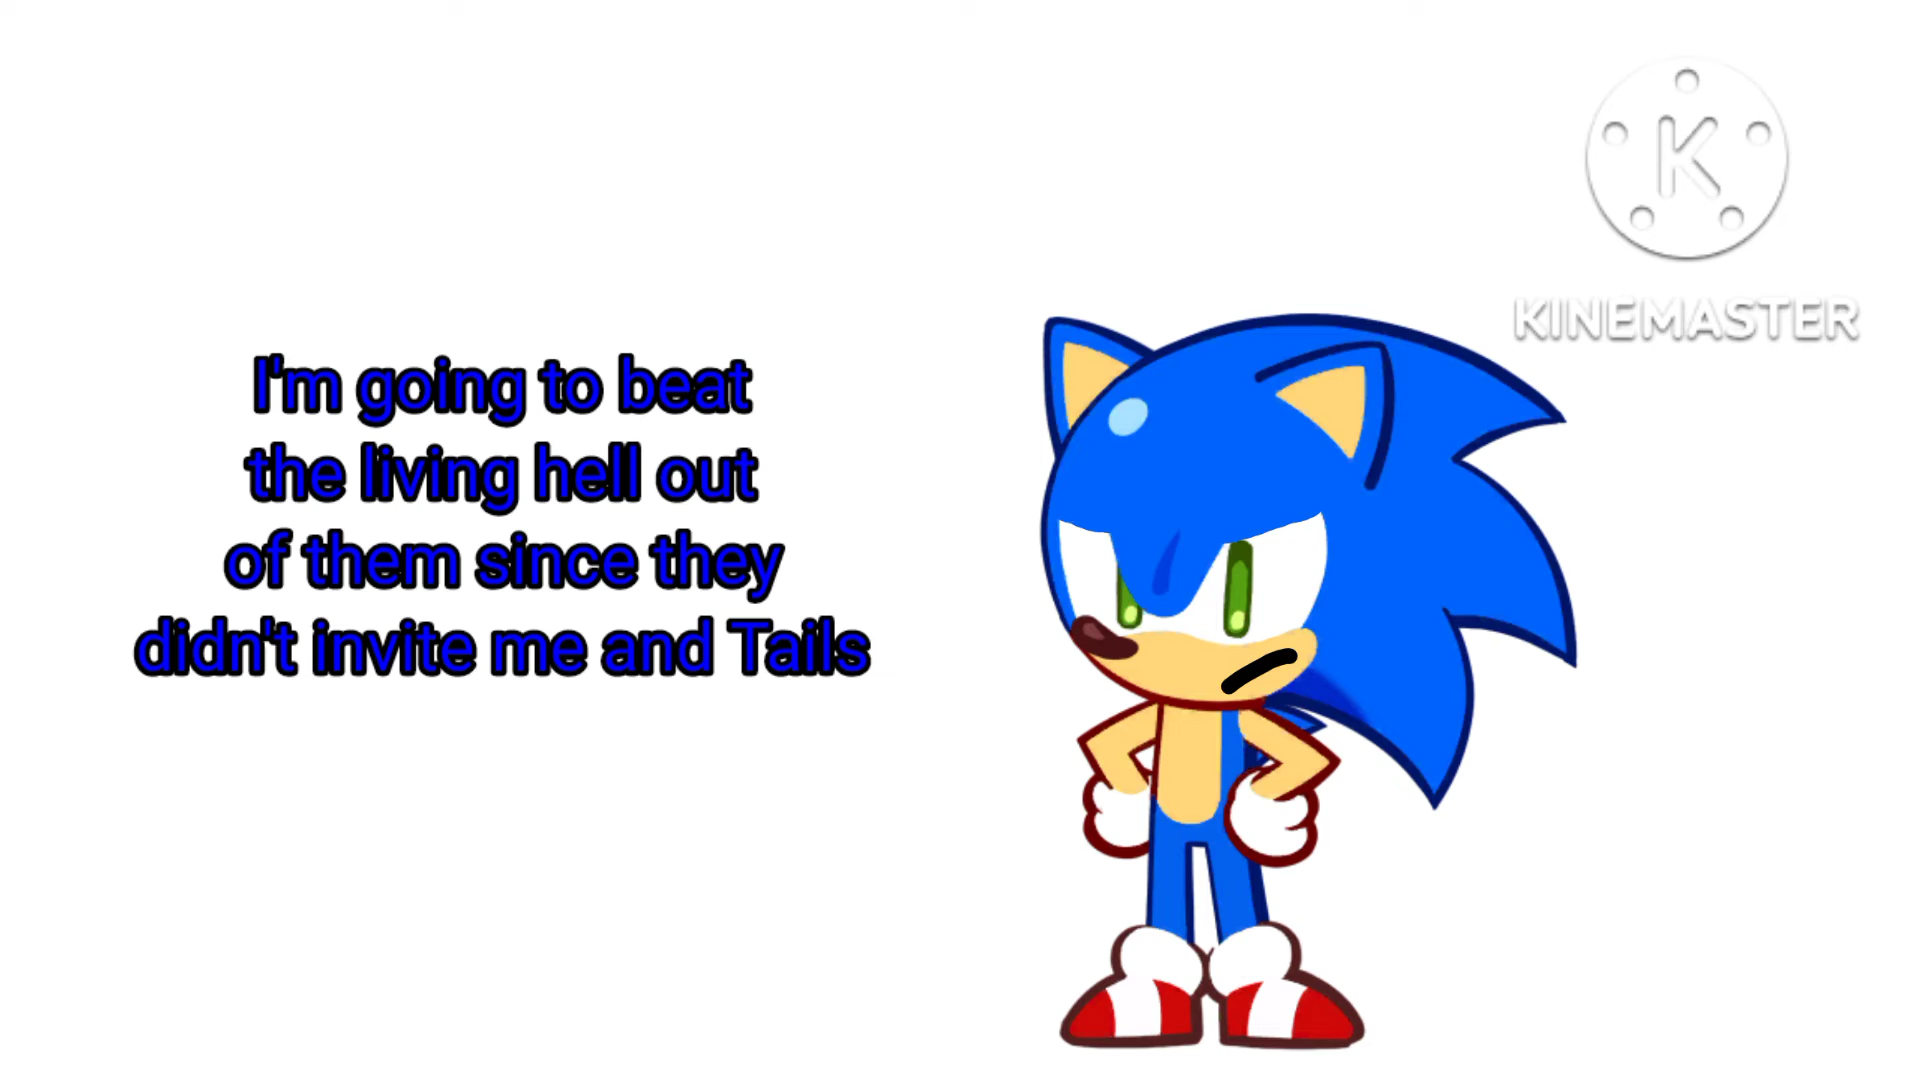 I'm going to beat
the living hell out
of them since they
didn't invite me and Tails
K
KINEMASTER